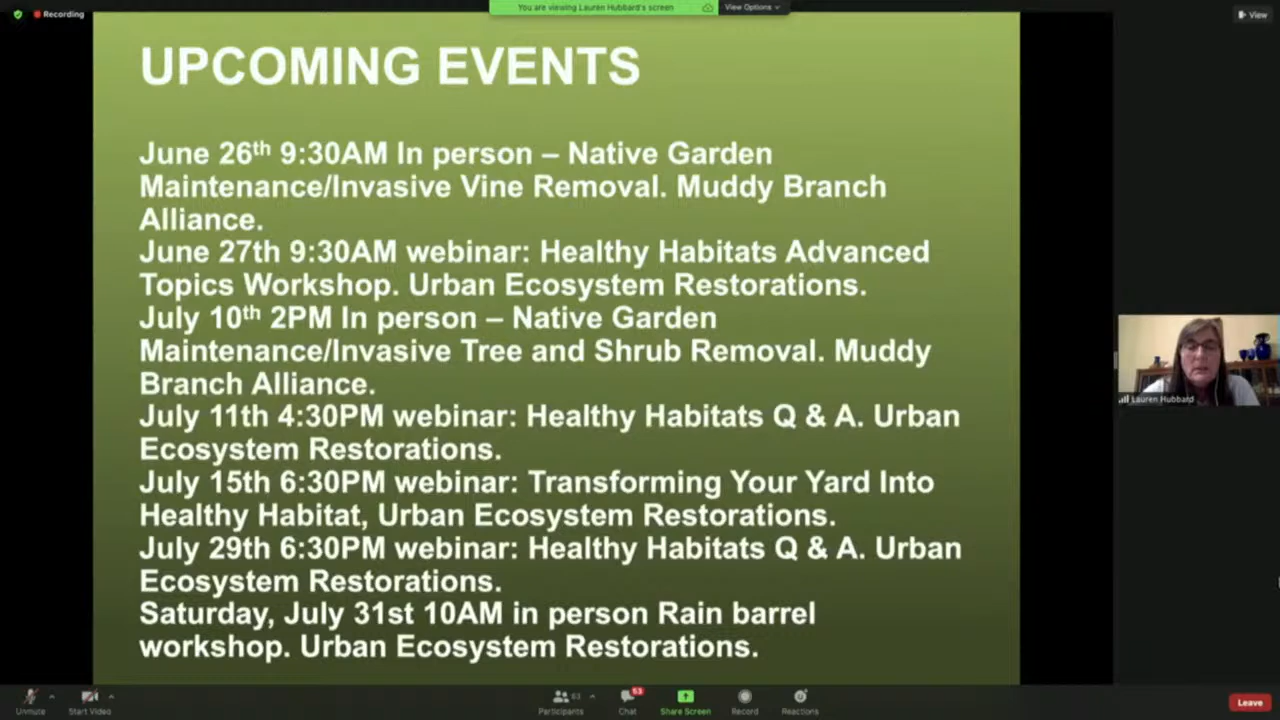 Recording
You are viewing Lauren Hubbard's screen
View Options
View
UPCOMING EVENTS
June 26th 9:30AM In person – Native Garden
Maintenance/Invasive Vine Removal. Muddy Branch
Alliance.
June 27th 9:30AM webinar: Healthy Habitats Advanced
Topics Workshop. Urban Ecosystem Restorations.
July 10th 2PM In person – Native Garden
Maintenance/Invasive Tree and Shrub Removal. Muddy
Branch Alliance.
July 11th 4:30PM webinar: Healthy Habitats Q & A. Urban
Ecosystem Restorations.
July 15th 6:30PM webinar: Transforming Your Yard Into
Healthy Habitat, Urban Ecosystem Restorations.
July 29th 6:30PM webinar: Healthy Habitats Q & A. Urban
Ecosystem Restorations.
Saturday, July 31st 10AM in person Rain barrel
workshop. Urban Ecosystem Restorations.
Lauren Hubbard
Unmute
Start Video
Participants
53
Chat
Share Screen
Record
Reactions
Leave